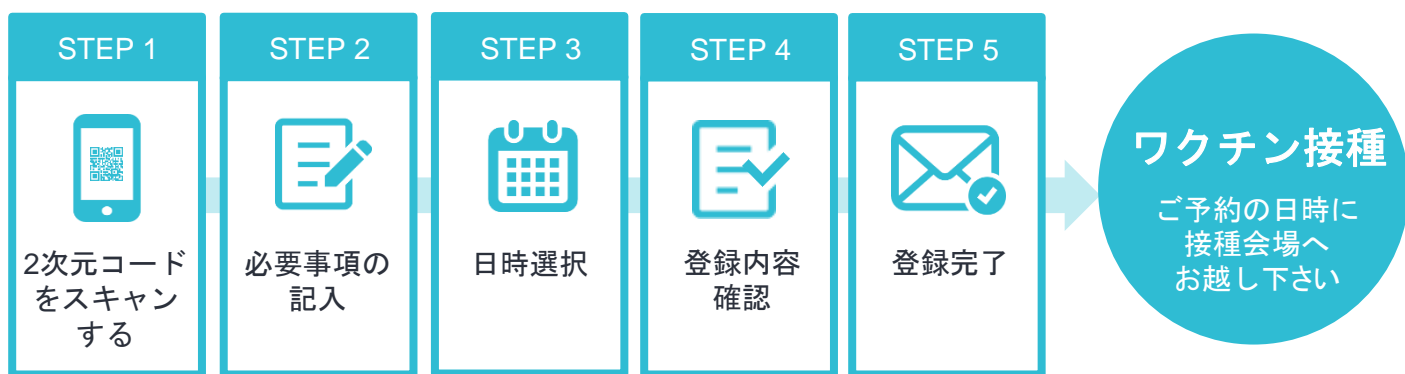 STEP 1
2次元コード
をスキャン
する
STEP 2
必要事項の
記入
STEP 3
日時選択
STEP 4
登録内容
確認
STEP 5
登録完了
ワクチン接種
ご予約の日時に
接種会場へ
お越し下さい